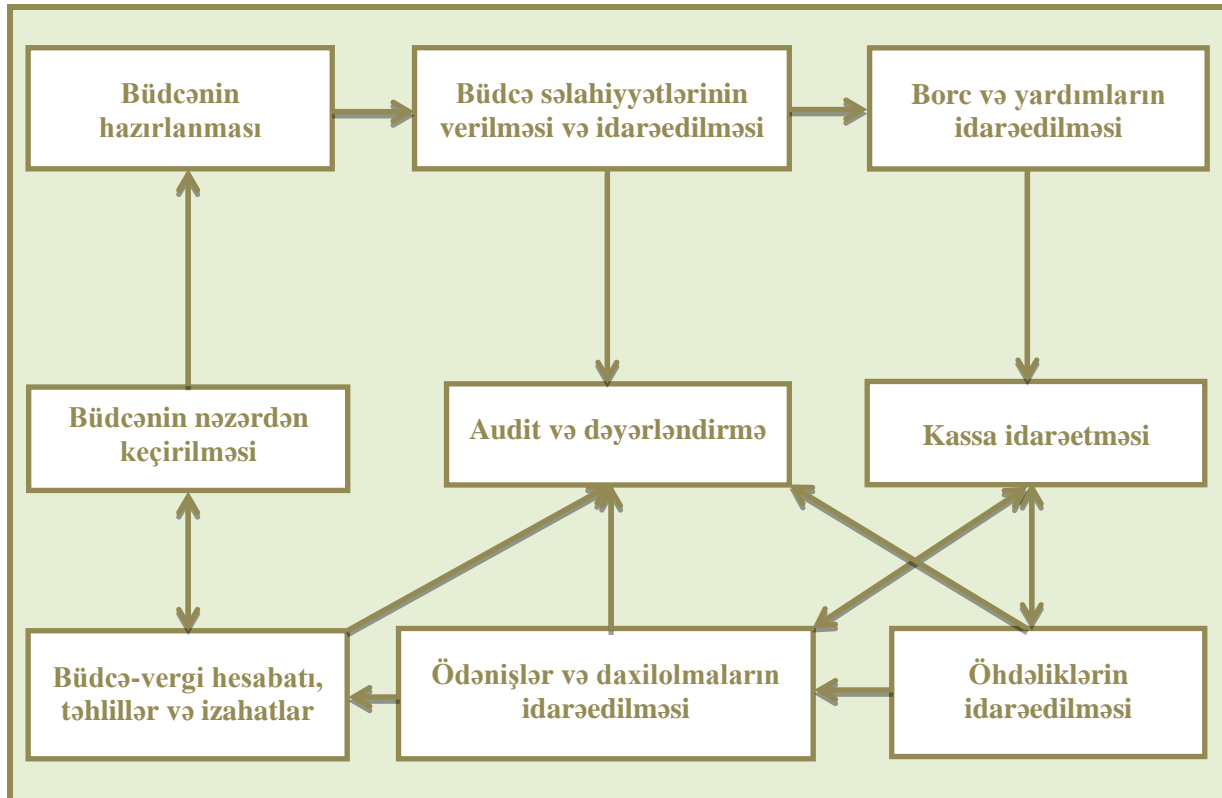 Büdcənin
hazırlanması
Büdcə səlahiyyətlərinin
verilməsi və idarəedilməsi
Borc və yardımların
idarəedilməsi
Büdcənin nəzərdən
keçirilməsi
Audit və dəyərləndirmə
Kassa idarəetməsi
Büdcə-vergi hesabatı,
təhlillər və izahatlar
Ödənişlər və daxilolmaların
idarəedilməsi
Öhdəliklərin
idarəedilməsi